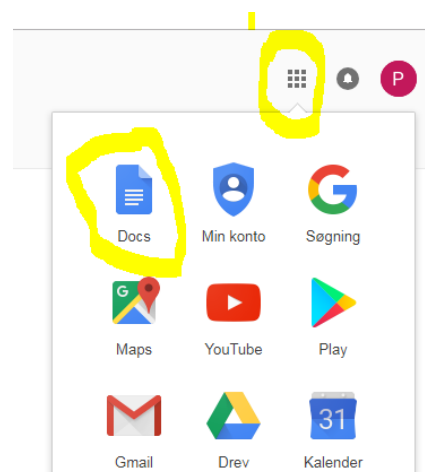 P
Docs Min konto Søgning
G
Maps YouTube Play
31
Gmail Drev Kalender